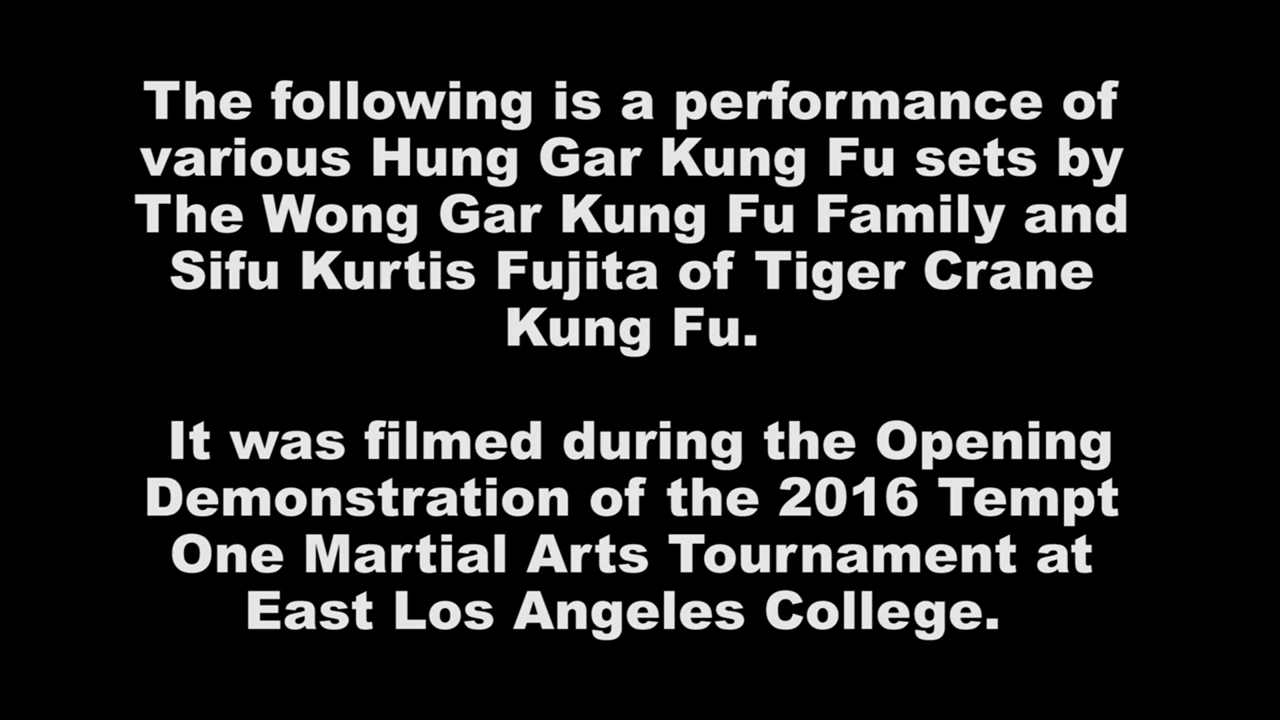 The following is a performance of
various Hung Gar Kung Fu sets by
The Wong Gar Kung Fu Family and
Sifu Kurtis Fujita of Tiger Crane
Kung Fu.
It was filmed during the Opening
Demonstration of the 2016 Tempt
One Martial Arts Tournament at
East Los Angeles College.